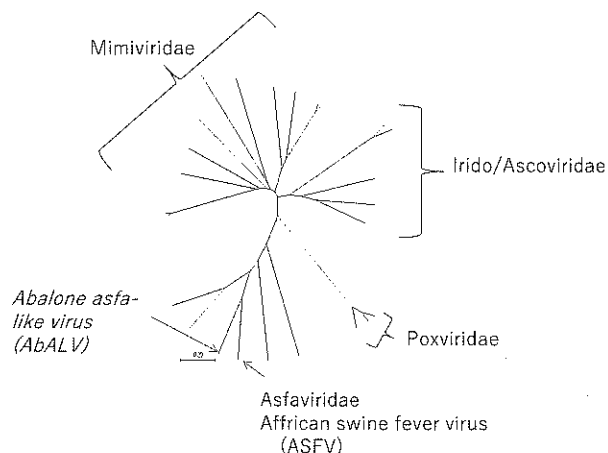 Mimiviridae
Irido/Ascoviridae
Abalone asfa-
like virus
(AbALV)
Poxviridae
Asfaviridae
Affrican swine fever virus
(ASFV)